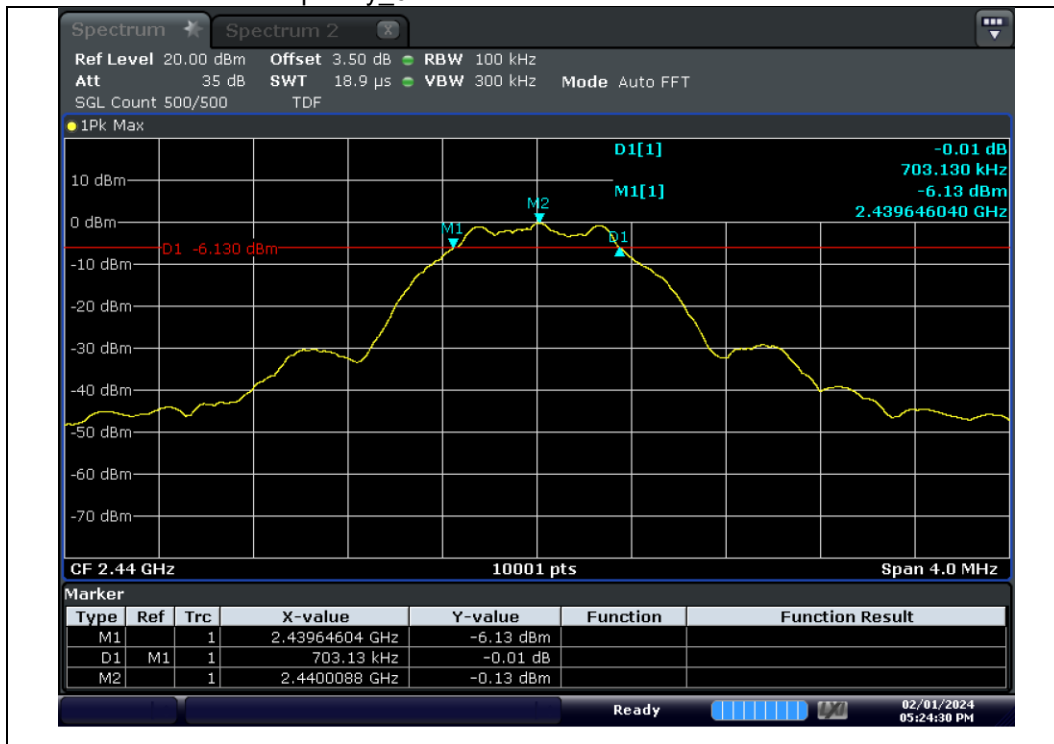 Spectrum Spectrum 2 X
Ref Level 20.00 dBm Offset 3.50 dB RBW 100 kHz
Att 35 dB SWT 18.9 µs VBW 300 kHz Mode Auto FFT
SGL Count 500/500 TDF
1Pk Max
D1[1] -0.01 dB
703.130 kHz
10 dBm
M1[1] -6.13 dBm
M2
2.439646040 GHz
0 dBm
M1
D1
D1 -6.130 dBm
-10 dBm
-20 dBm
-30 dBm
-40 dBm
-50 dBm
-60 dBm
-70 dBm
CF 2.44 GHz 10001 pts Span 4.0 MHz
Marker
Type Ref Trc X-value Y-value Function Function Result
M1 1 2.43964604 GHz -6.13 dBm
D1 M1 1 703.13 kHz -0.01 dB
M2 1 2.4400088 GHz -0.13 dBm
Ready 02/01/2024
05:24:30 PM